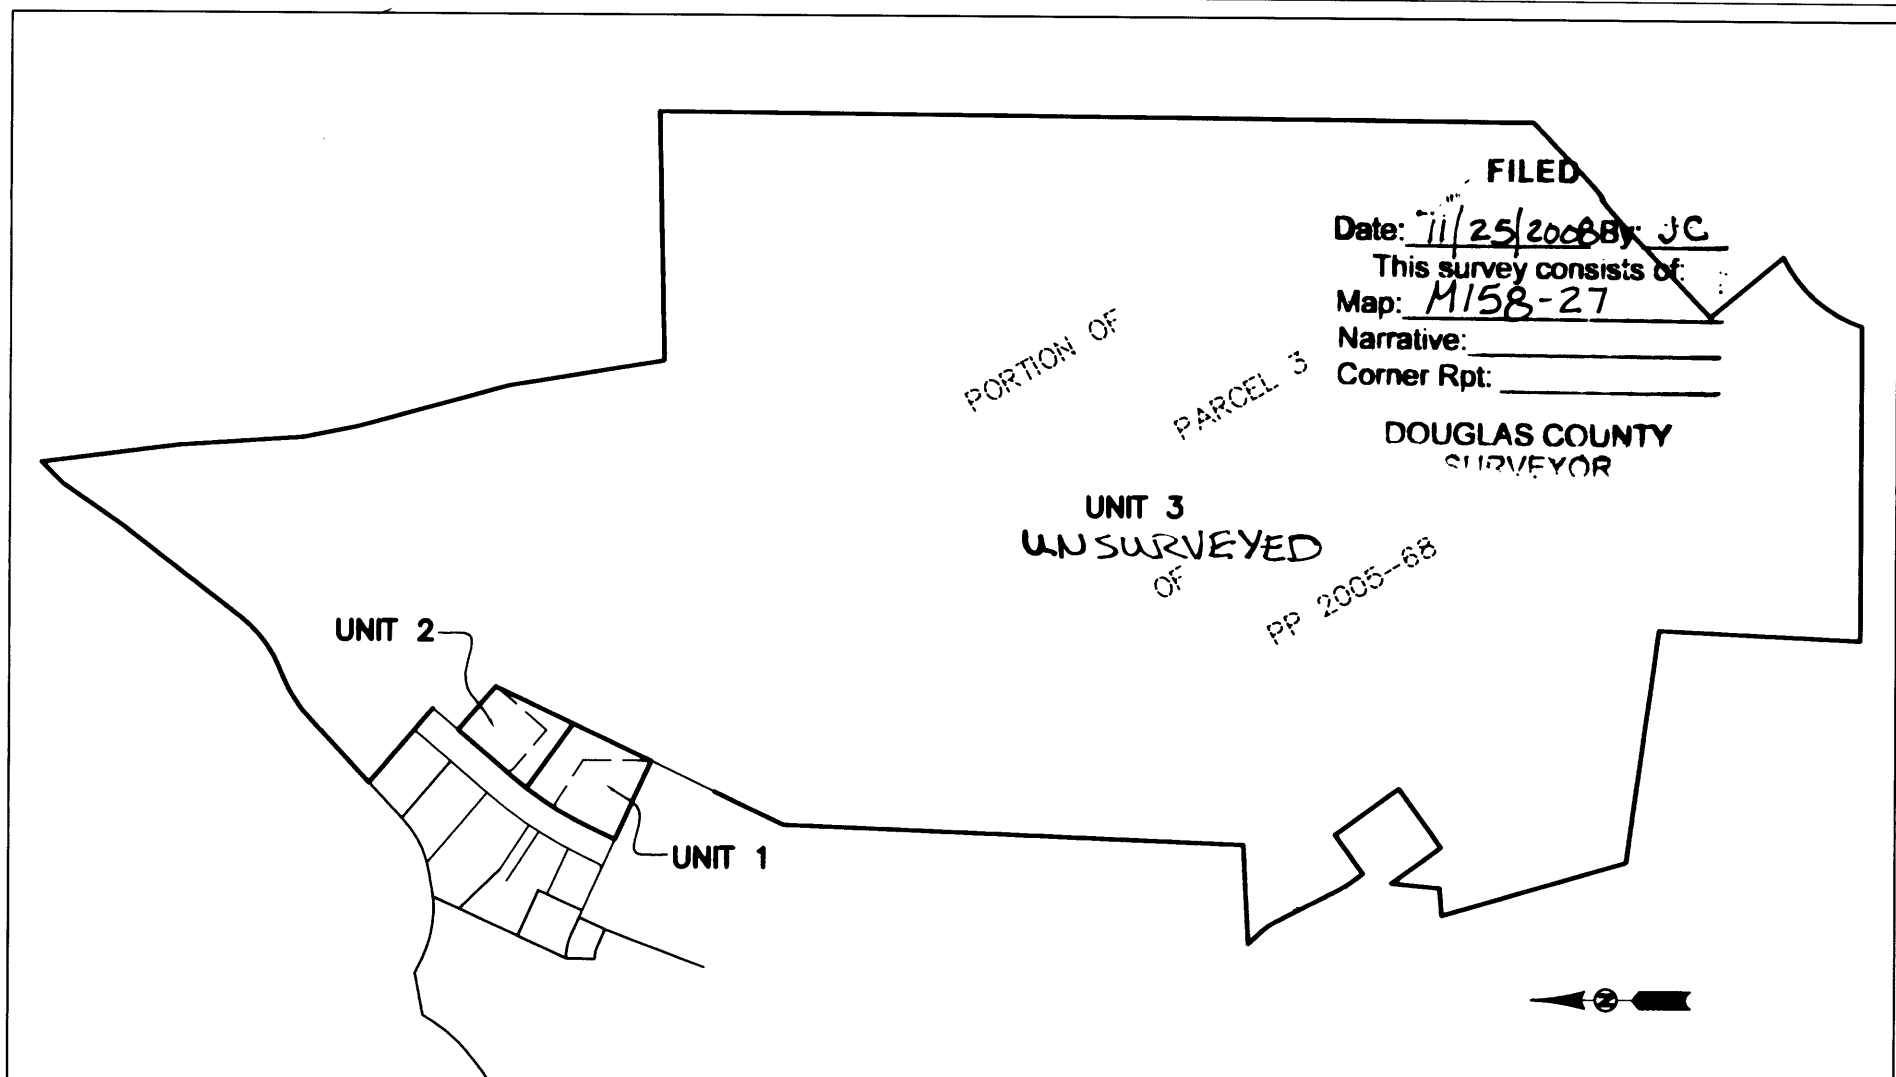 FILED
Date: 11/25/2008 By: JC
This survey consists of:
Map: M158-27
Narrative:
Corner Rpt:
DOUGLAS COUNTY
SURVEYOR
PORTION OF
PARCEL 3
UNIT 3
UNSURVEYED
OF
PP 2005--68
UNIT 2
UNIT 1
N